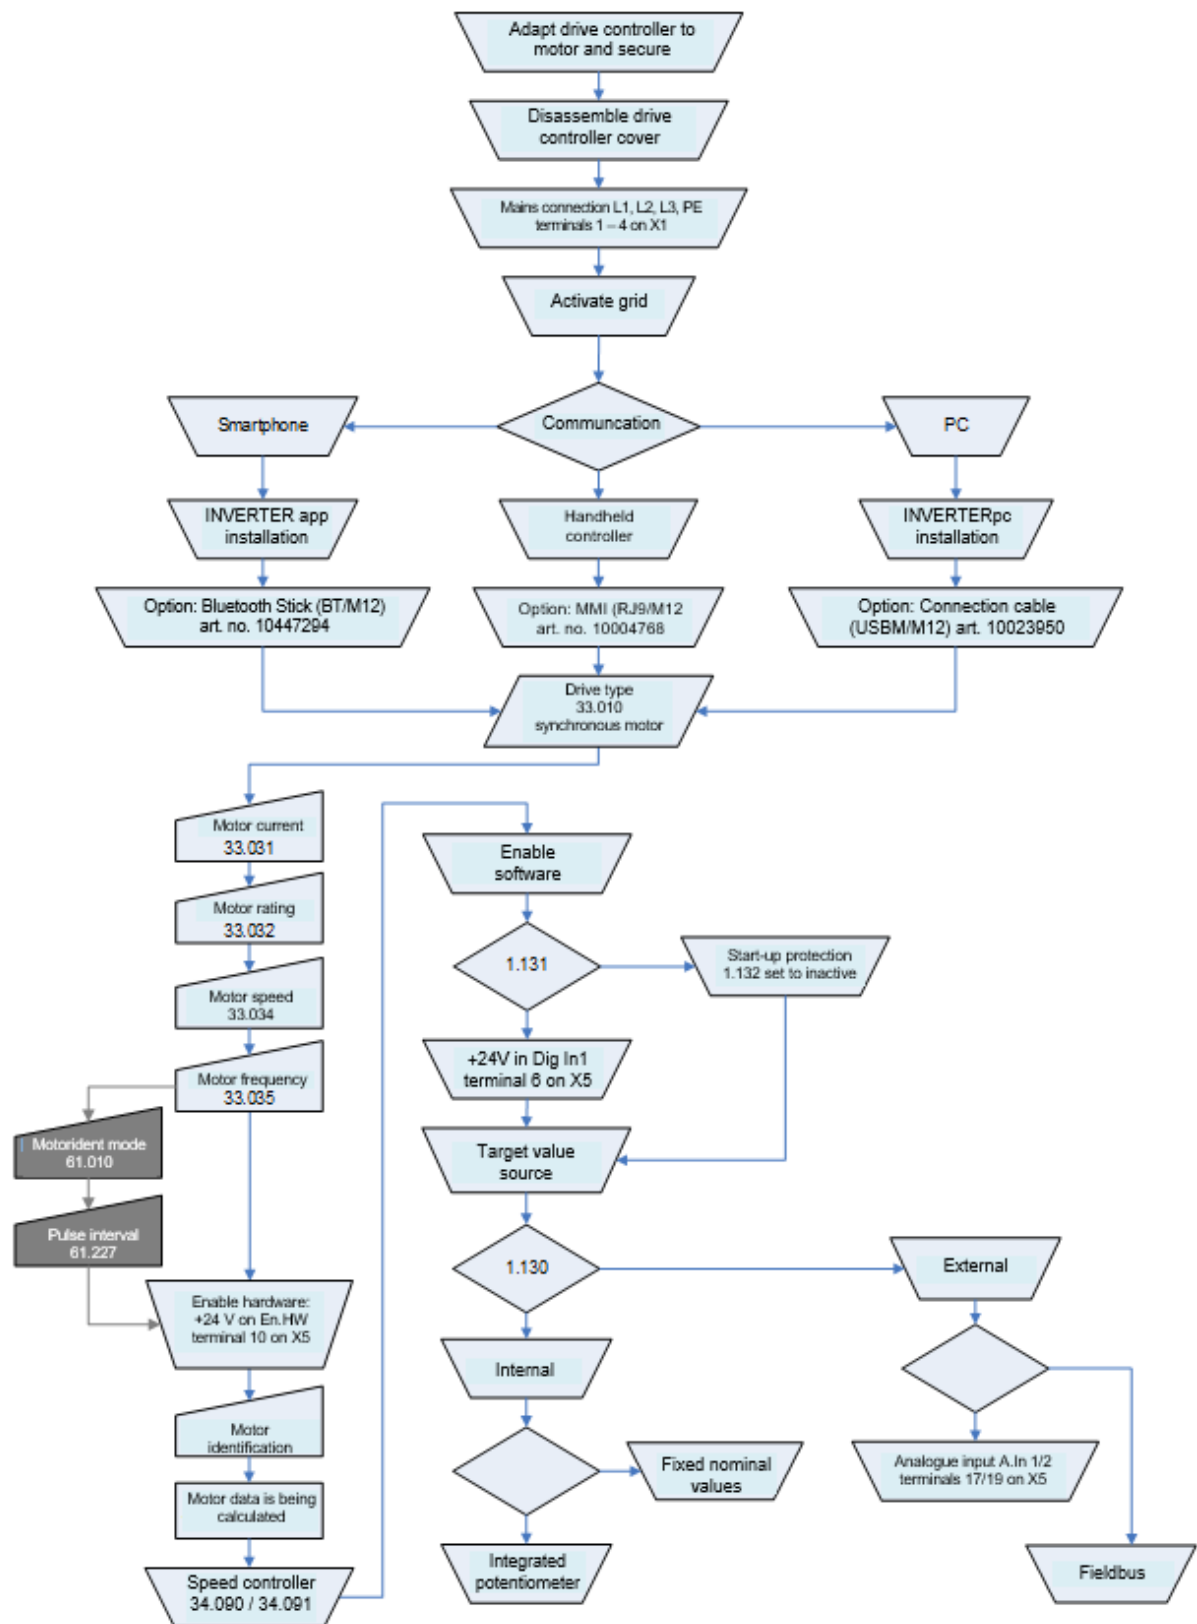 Adapt drive controller to
motor and secure
Disassemble drive
controller cover
Mains connection L1, L2, L3, PE
terminals 1 – 4 on X1
Activate grid
Communcation
Smartphone
PC
INVERTER app
installation
Handheld
controller
INVERTERpc
installation
Option: Bluetooth Stick (BT/M12)
art. no. 10447294
Option: MMI (RJ9/M12
art. no. 10004768
Option: Connection cable
(USBM/M12) art. 10023950
Drive type
33.010
synchronous motor
Motor current
33.031
Motor rating
33.032
Motor speed
33.034
Motor frequency
33.035
Motorident mode
61.010
Pulse interval
61.227
Enable hardware:
+24 V on En.HW
terminal 10 on X5
Motor
identification
Motor data is being
calculated
Speed controller
34.090 / 34.091
Enable
software
1.131
Start-up protection
1.132 set to inactive
+24V in Dig In1
terminal 6 on X5
Target value
source
1.130
External
Internal
Fixed nominal
values
Analogue input A.In 1/2
terminals 17/19 on X5
Integrated
potentiometer
Fieldbus